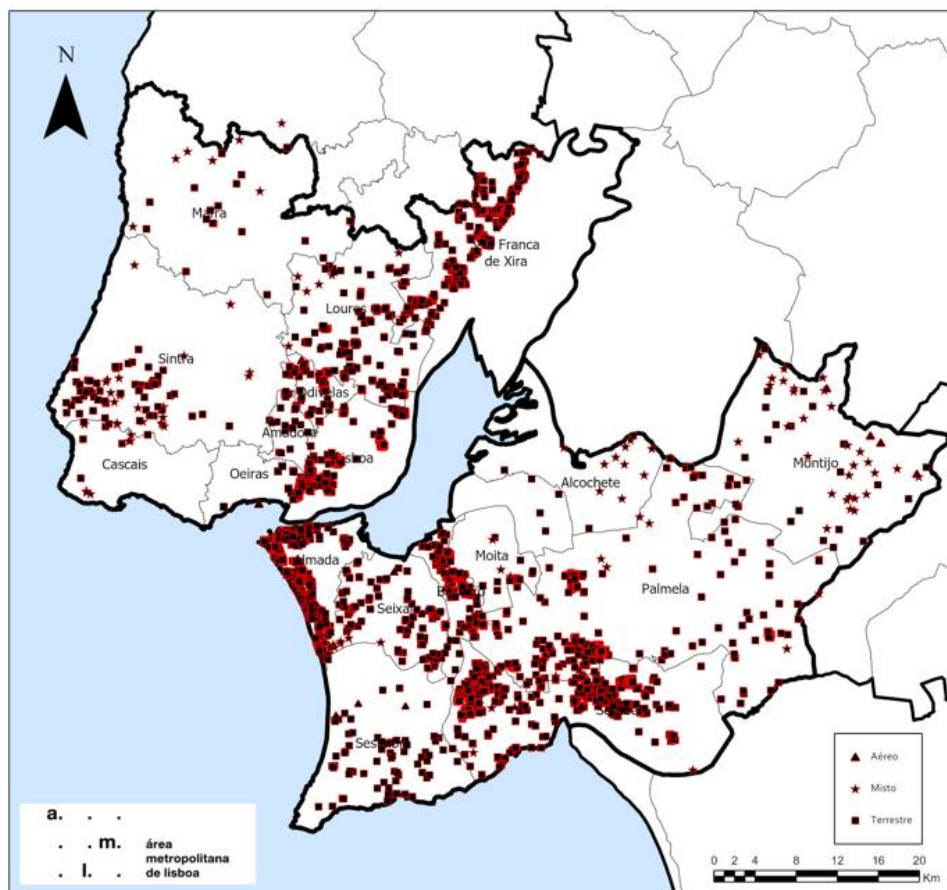 N
Mafra
Franca
de Xira
Loures
Sintra
Odivelas
Amadora
Lisboa
Cascais
Oeiras
Alcochete
Montijo
Almada
Moita
Seixal
Palmela
Aéreo
Misto
Terrestre
a. . .
. . m.
. l. .
área
metropolitana
de lisboa
0 2 4 8 12 16 20
Km